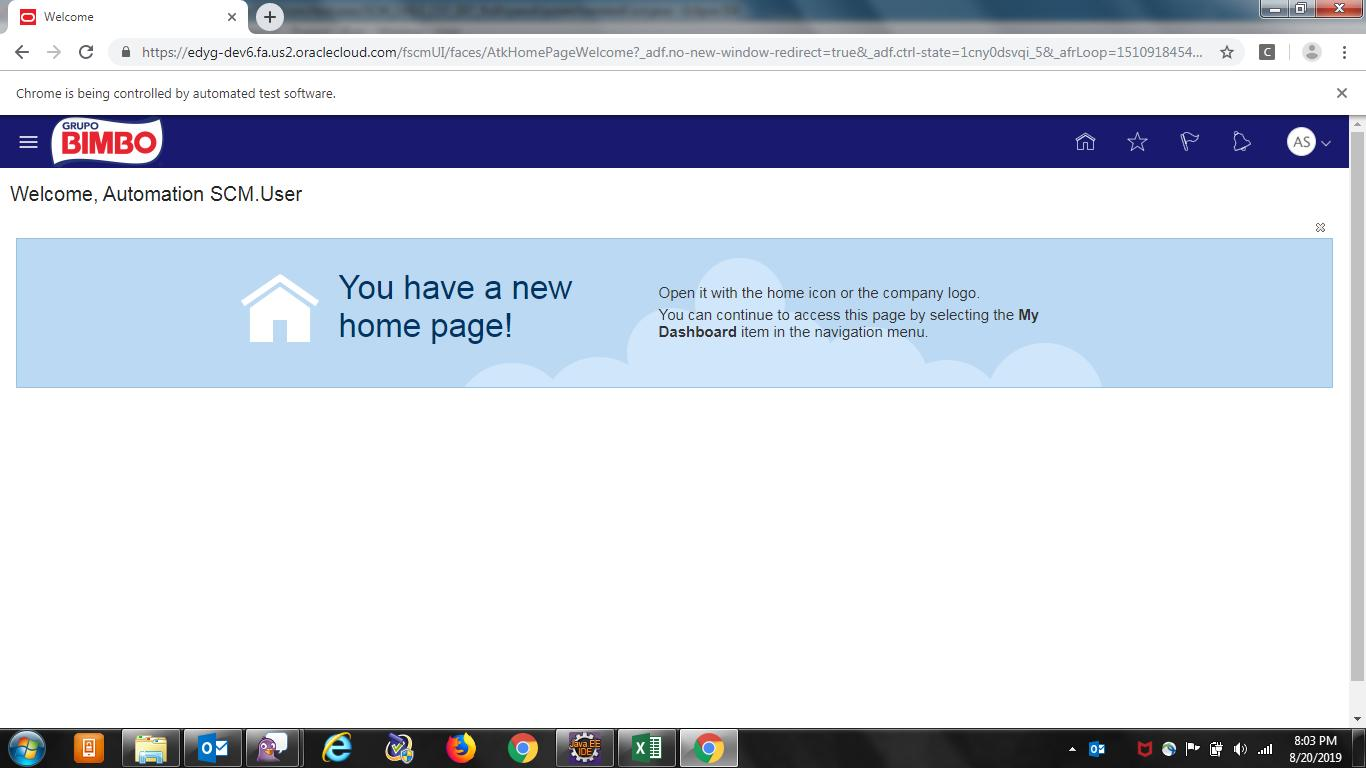 Welcome
https://edyg-dev6.fa.us2.oraclecloud.com/fscmUI/faces/AtkHomePageWelcome?_adf.no-new-window-redirect=true&_adf.ctrl-state=1cny0dsvqi_5&_afrLoop=1510918454...
C
Chrome is being controlled by automated test software.
GRUPO
BIMBO
AS
Welcome, Automation SCM.User
You have a new
home page!
Open it with the home icon or the company logo.
You can continue to access this page by selecting the My
Dashboard item in the navigation menu.
Java EE
IDE
8:03 PM
8/20/2019